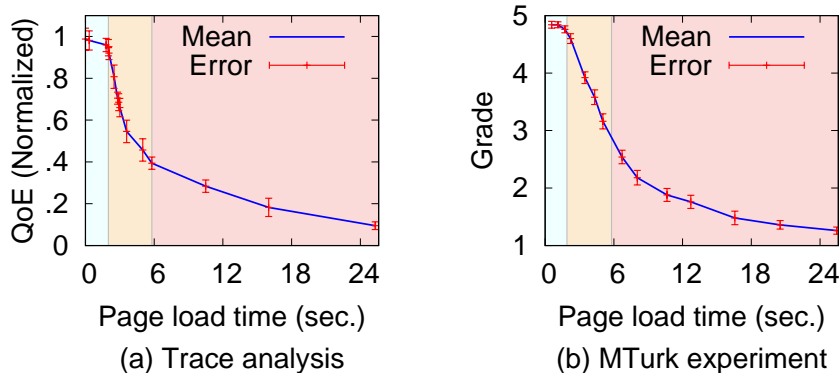 QoE (Normalized)
1
.8
.6
.4
.2
0
Mean
Error
0 6 12 18 24
Page load time (sec.)
(a) Trace analysis
Grade
5
4
3
2
1
Mean
Error
0 6 12 18 24
Page load time (sec.)
(b) MTurk experiment